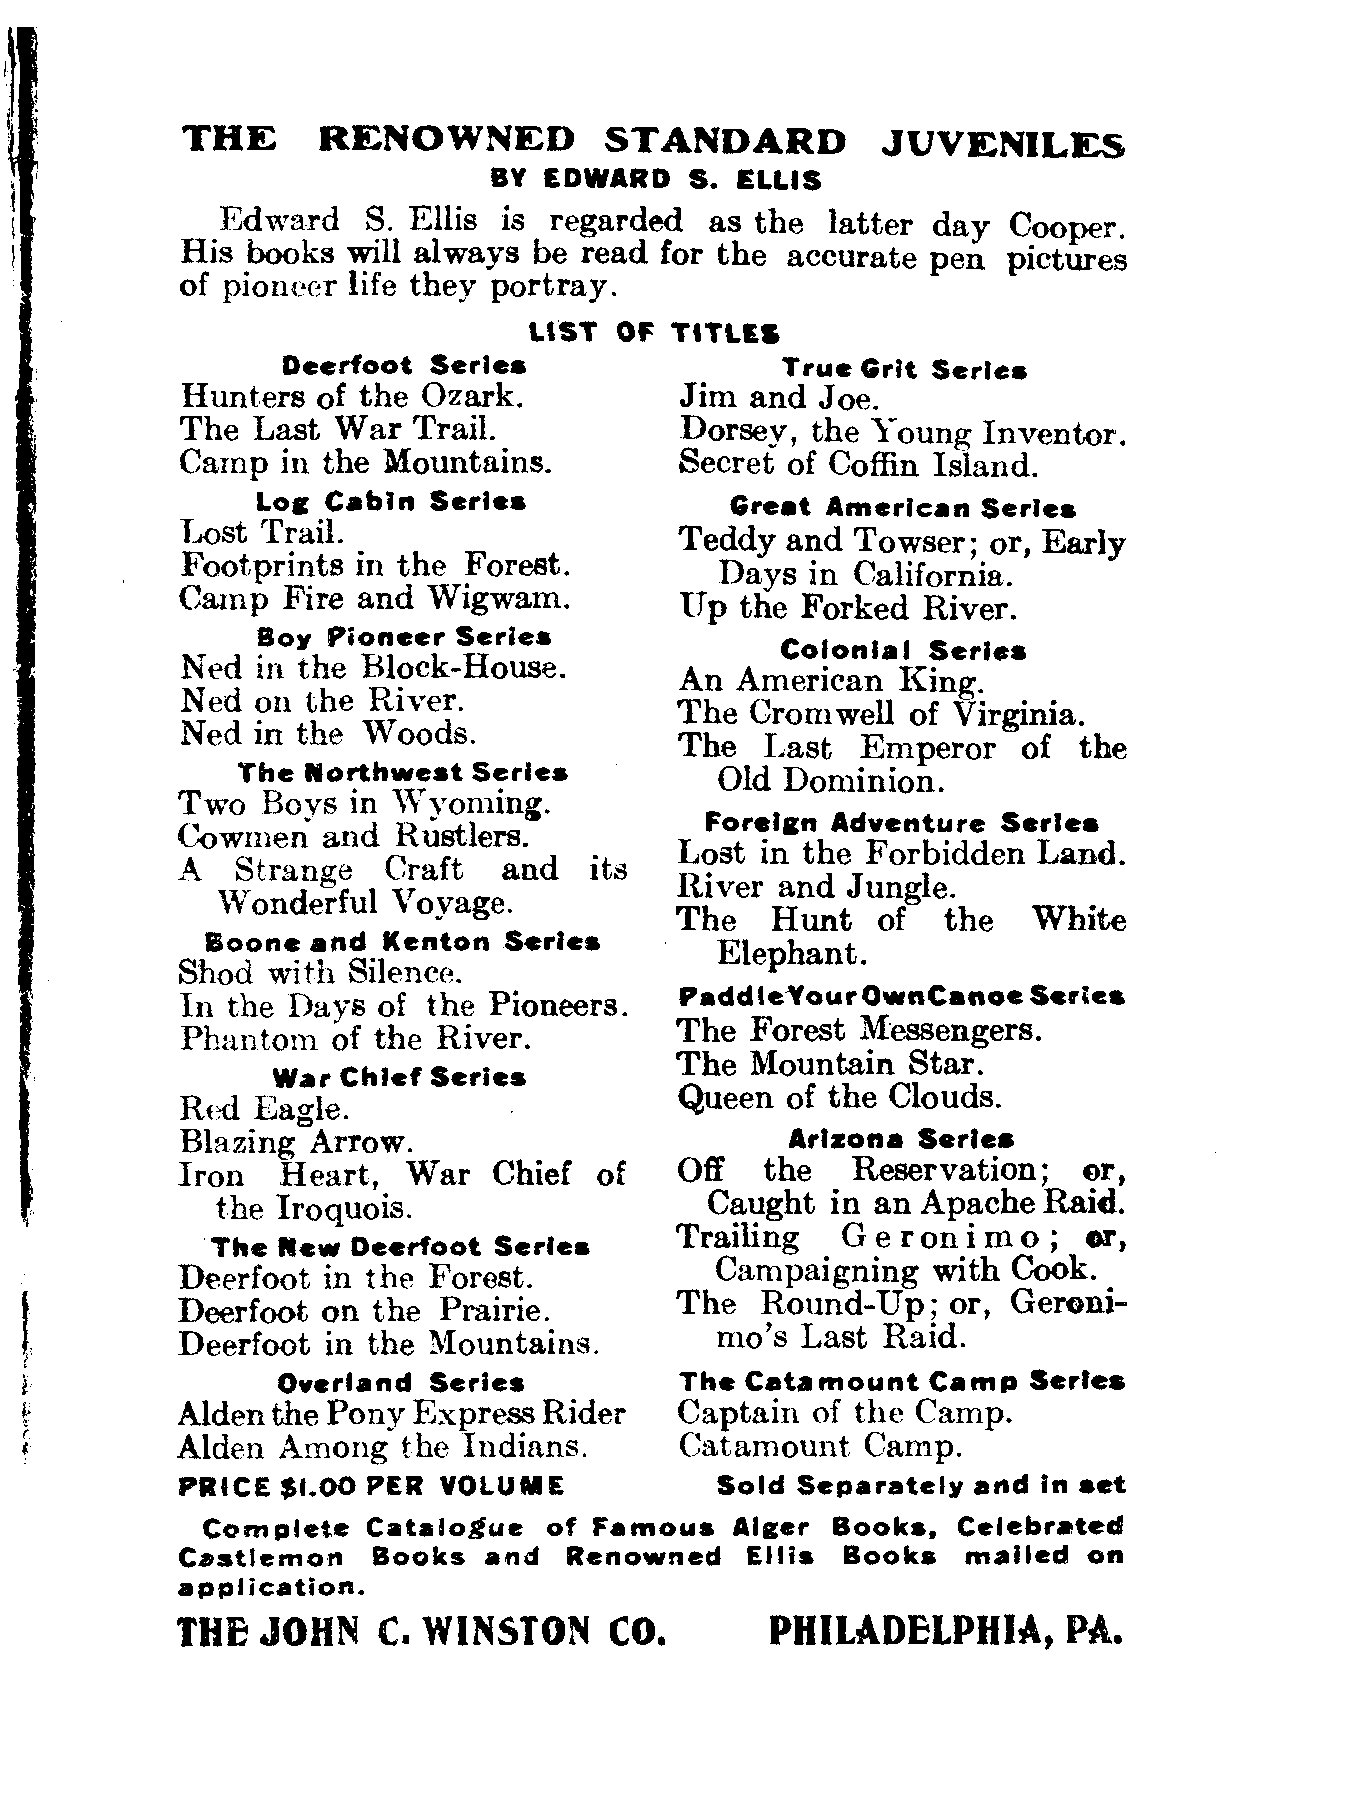 THE RENOWNED STANDARD JUVENILES
BY EDWARD S. ELLIS
Edward S. Ellis is regarded as the latter day Cooper.
His books will always be read for the accurate pen pictures
of pioneer life they portray.
LIST OF TITLES
Deerfoot Series
Hunters of the Ozark.
The Last War Trail.
Camp in the Mountains.
Log Cabin Series
Lost Trail.
Footprints in the Forest.
Camp Fire and Wigwam.
Boy Pioneer Series
Ned in the Block-House.
Ned on the River.
Ned in the Woods.
The Northwest Series
Two Boys in Wyoming.
Cowmen and Rustlers.
A Strange Craft and its
Wonderful Voyage.
Boone and Kenton Series
Shod with Silence.
In the Days of the Pioneers.
Phantom of the River.
War Chief Series
Red Eagle.
Blazing Arrow.
Iron Heart, War Chief of
the Iroquois.
The New Deerfoot Series
Deerfoot in the Forest.
Deerfoot on the Prairie.
Deerfoot in the Mountains.
Overland Series
Alden the Pony Express Rider
Alden Among the Indians.
True Grit Series
Jim and Joe.
Dorsey, the Young Inventor.
Secret of Coffin Island.
Great American Series
Teddy and Towser; or, Early
Days in California.
Up the Forked River.
Colonial Series
An American King.
The Cromwell of Virginia.
The Last Emperor of the
Old Dominion.
Foreign Adventure Series
Lost in the Forbidden Land.
River and Jungle.
The Hunt of the White
Elephant.
Paddle Your Own Canoe Series
The Forest Messengers.
The Mountain Star.
Queen of the Clouds.
Arizona Series
Off the Reservation; or,
Caught in an Apache Raid.
Trailing Geronimo; or,
Campaigning with Cook.
The Round-Up; or, Geroni-
mo's Last Raid.
The Catamount Camp Series
Captain of the Camp.
Catamount Camp.
PRICE $1.00 PER VOLUME Sold Separately and in set
Complete Catalogue of Famous Alger Books, Celebrated
Castlemon Books and Renowned Ellis Books mailed on
application.
THE JOHN C. WINSTON CO. PHILADELPHIA, PA.